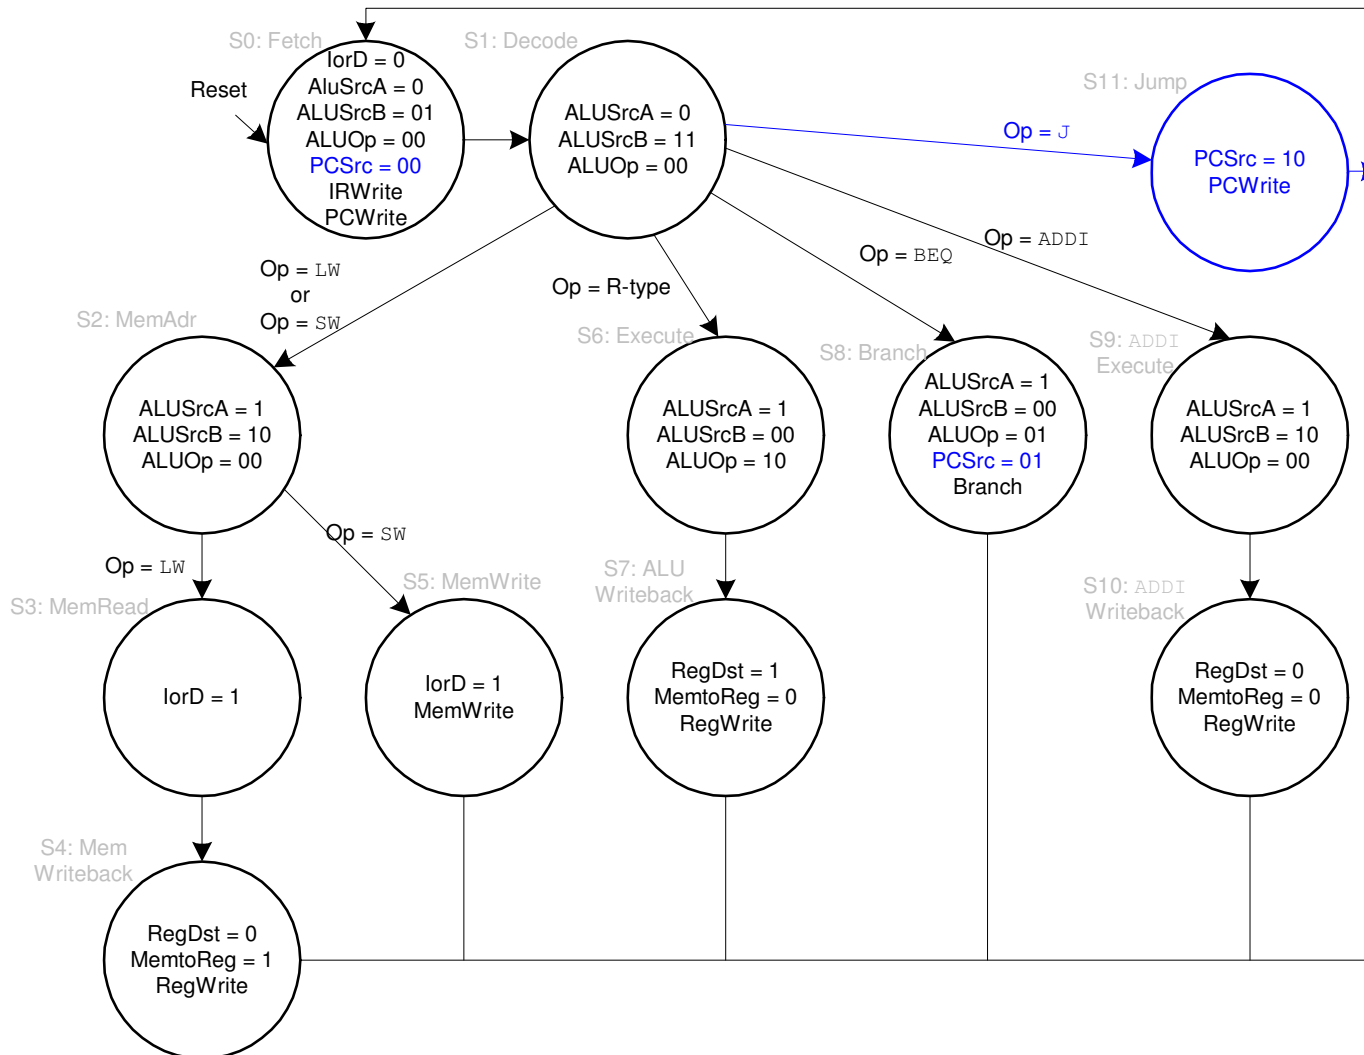 S0: Fetch
IorD = 0
AluSrcA = 0
ALUSrcB = 01
ALUOp = 00
PCSrc = 00
IRWrite
PCWrite
Reset
S1: Decode
ALUSrcA = 0
ALUSrcB = 11
ALUOp = 00
S11: Jump
Op = J
PCSrc = 10
PCWrite
Op = LW
or
Op = SW
Op = R-type
Op = BEQ
Op = ADDI
S2: MemAdr
ALUSrcA = 1
ALUSrcB = 10
ALUOp = 00
S6: Execute
ALUSrcA = 1
ALUSrcB = 00
ALUOp = 10
S8: Branch
ALUSrcA = 1
ALUSrcB = 00
ALUOp = 01
PCSrc = 01
Branch
S9: ADDI
Execute
ALUSrcA = 1
ALUSrcB = 10
ALUOp = 00
Op = LW
Op = SW
S3: MemRead
IorD = 1
S5: MemWrite
IorD = 1
MemWrite
S7: ALU
Writeback
RegDst = 1
MemtoReg = 0
RegWrite
S10: ADDI
Writeback
RegDst = 0
MemtoReg = 0
RegWrite
S4: Mem
Writeback
RegDst = 0
MemtoReg = 1
RegWrite